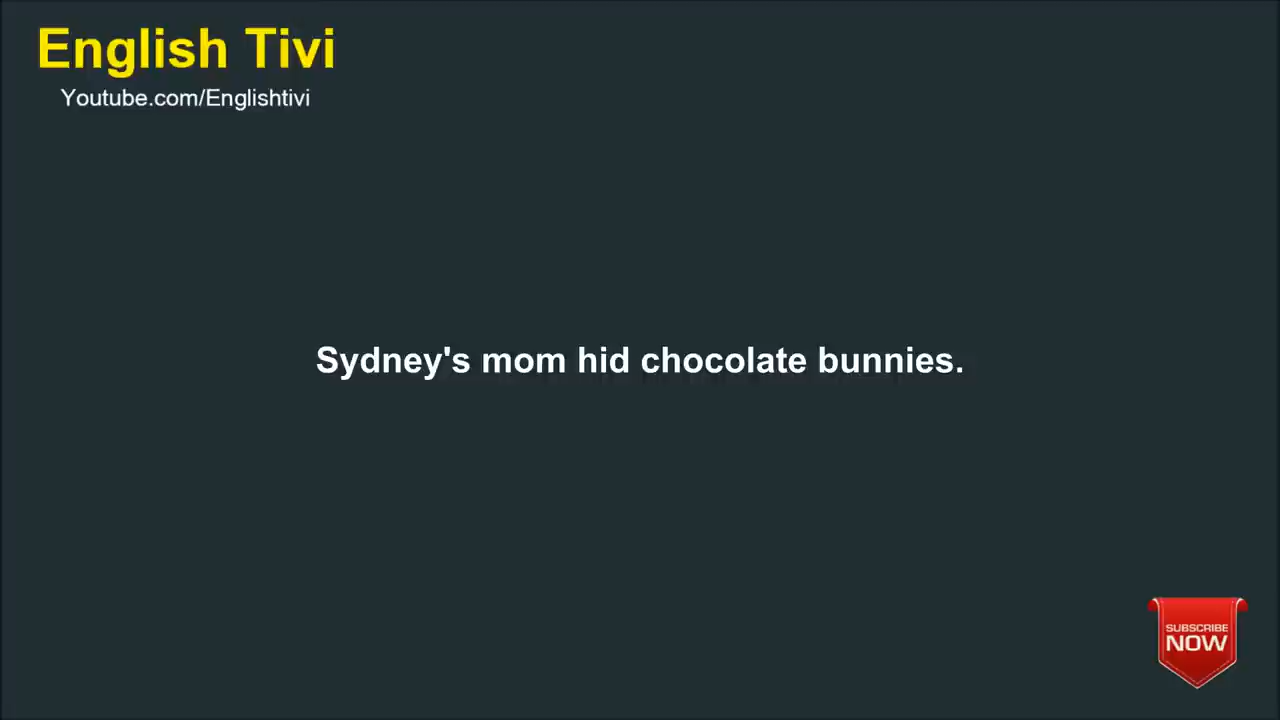 English Tivi
Youtube.com/Englishtivi
Sydney's mom hid chocolate bunnies.
SUBSCRIBE
NOW